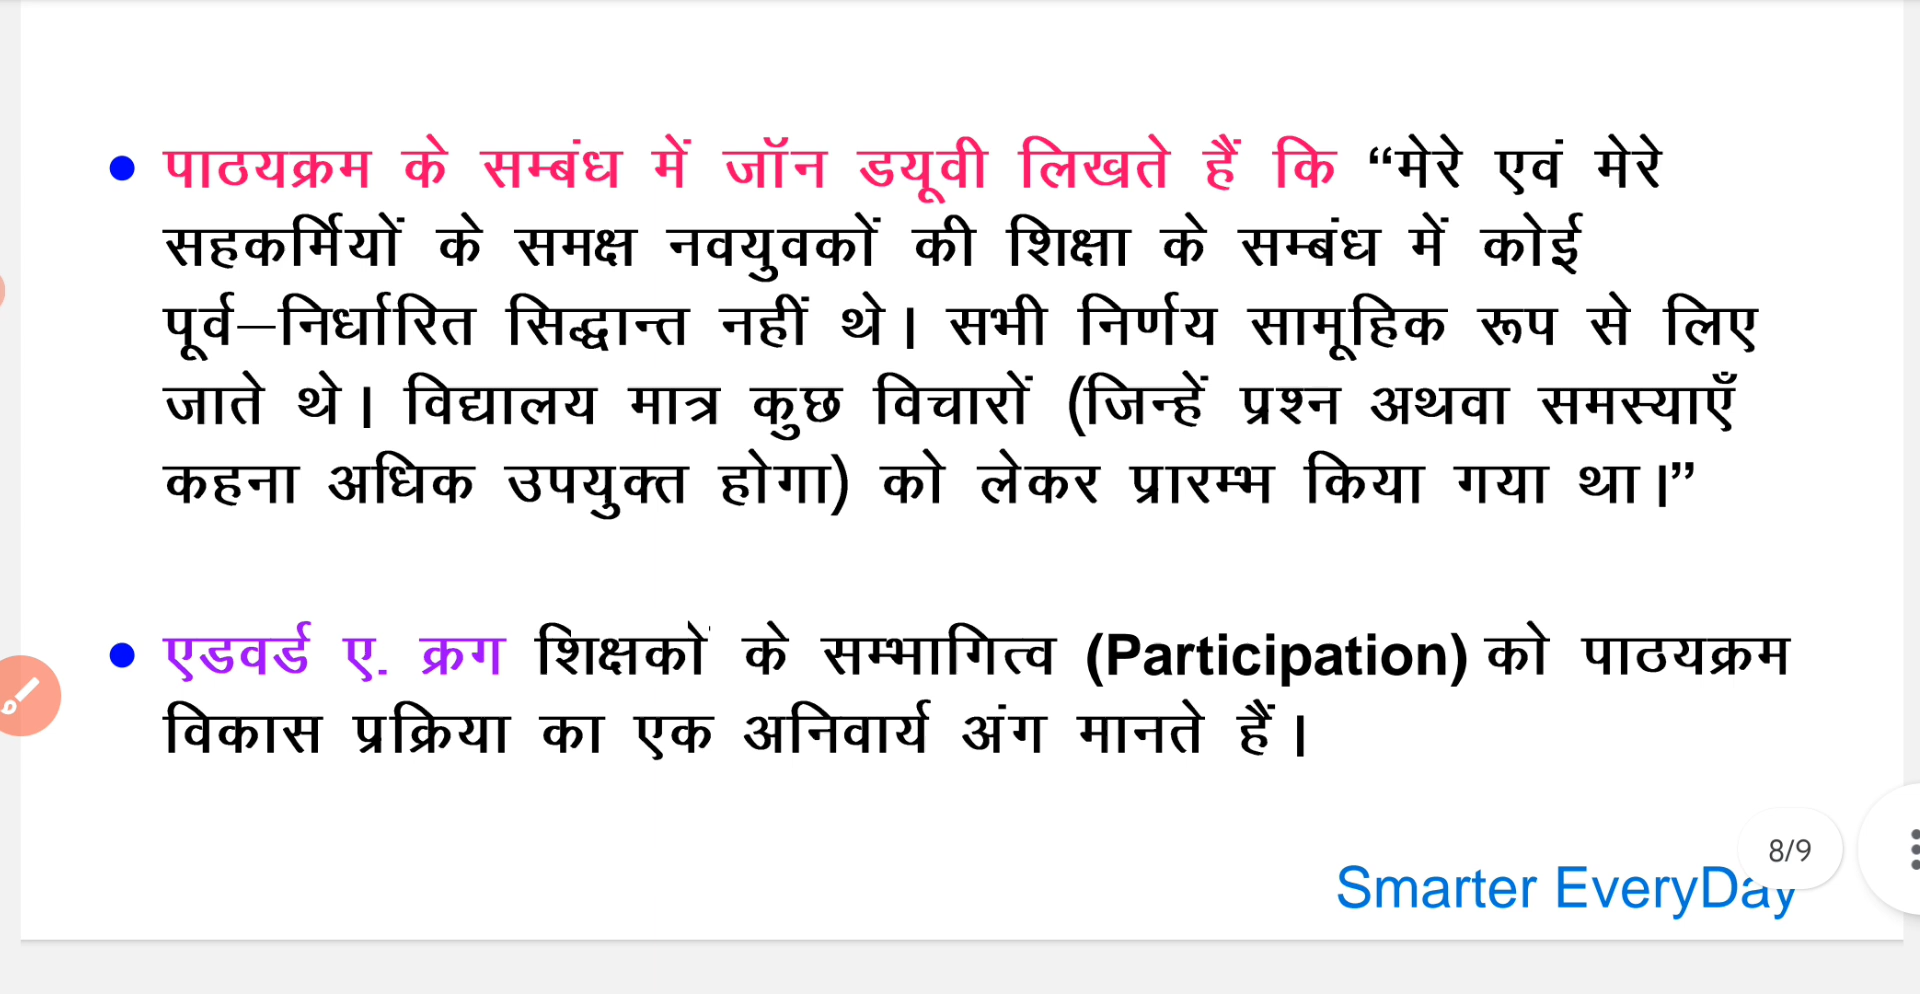 • पाठयक्रम के सम्बंध में जॉन डयूवी लिखते हैं कि “मेरे एवं मेरे
सहकर्मियों के समक्ष नवयुवकों की शिक्षा के सम्बंध में कोई
पूर्व–निर्धारित सिद्धान्त नहीं थे। सभी निर्णय सामूहिक रूप से लिए
जाते थे। विद्यालय मात्र कुछ विचारों (जिन्हें प्रश्न अथवा समस्याएँ
कहना अधिक उपयुक्त होगा) को लेकर प्रारम्भ किया गया था।”
• एडवर्ड ए. क्रग शिक्षकों के सम्भागित्व (Participation) को पाठयक्रम
विकास प्रक्रिया का एक अनिवार्य अंग मानते हैं।
8/9
Smarter EveryDay